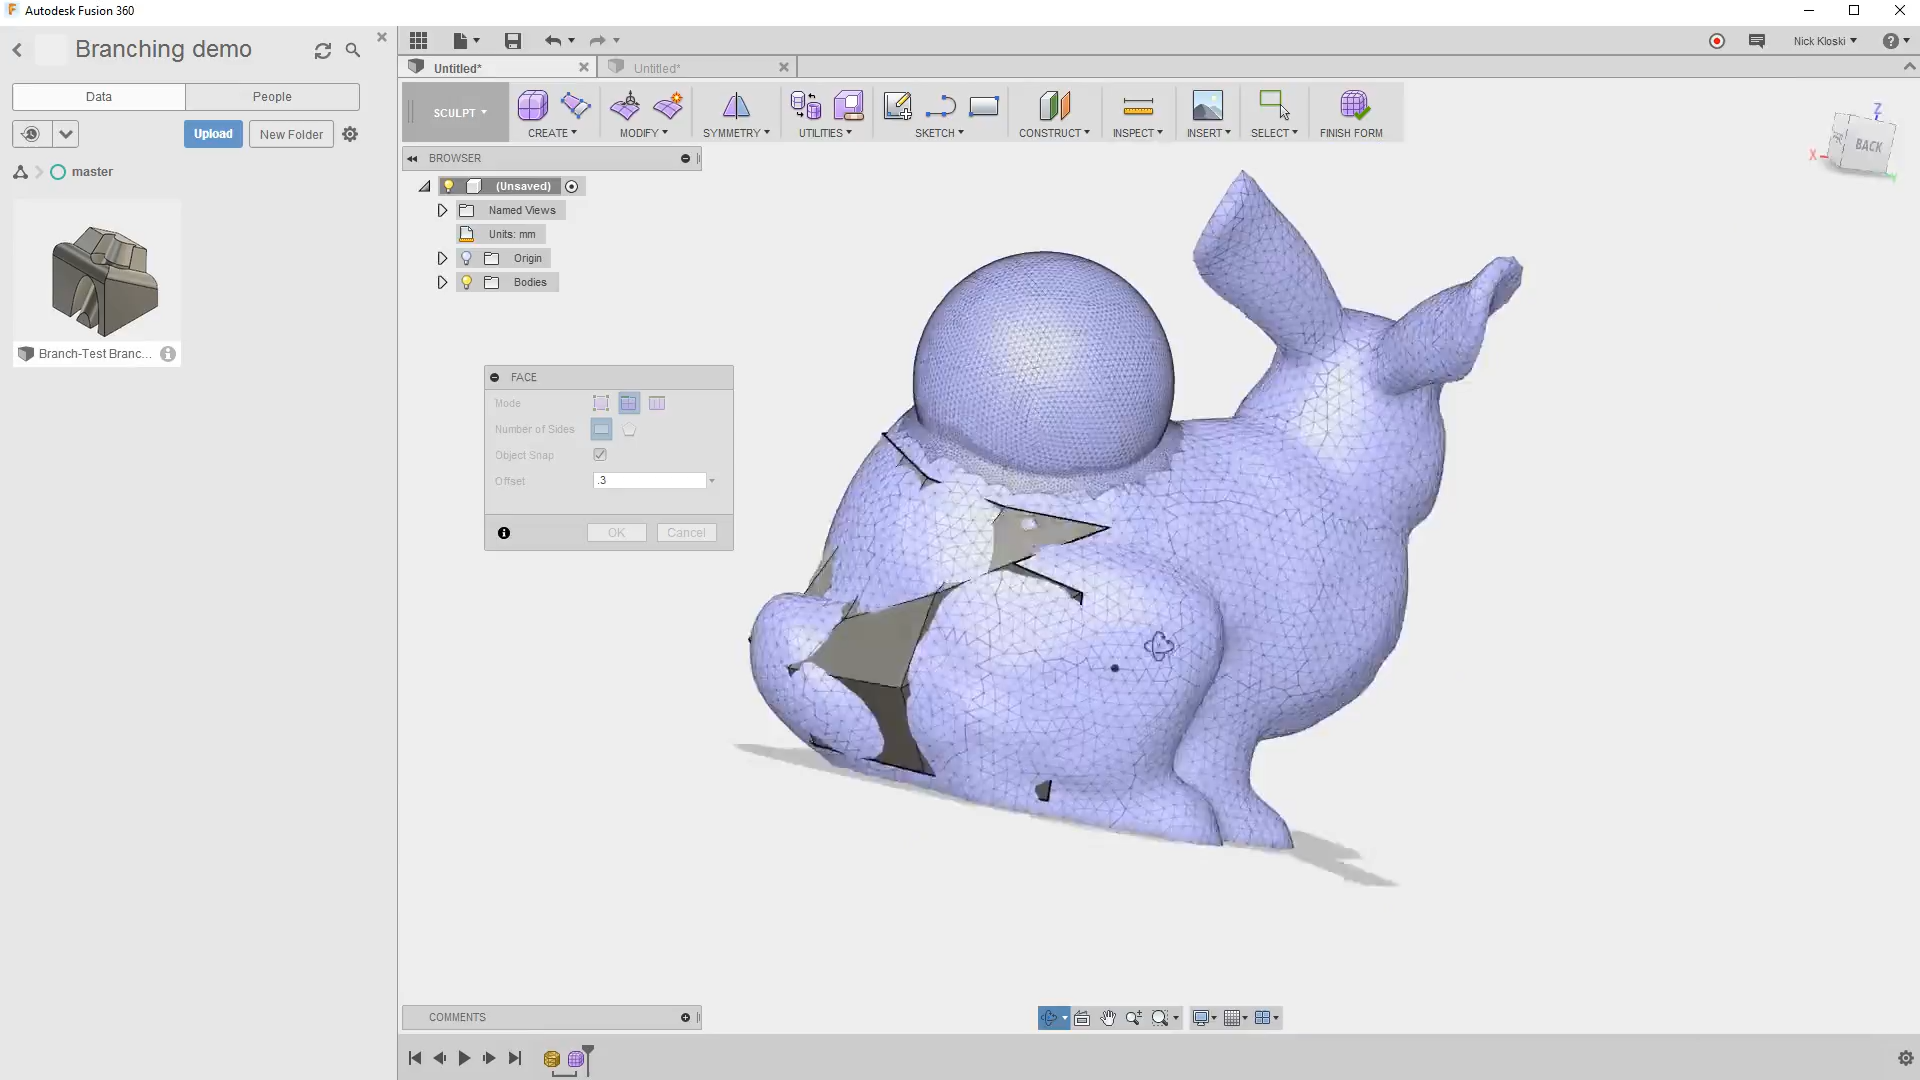 Autodesk Fusion 360
Branching demo
Data
People
Upload
New Folder
master
Branch-Test Branc...
Nick Kloski
Untitled*
Untitled*
SCULPT
CREATE
MODIFY
SYMMETRY
UTILITIES
SKETCH
CONSTRUCT
INSPECT
INSERT
SELECT
FINISH FORM
BROWSER
(Unsaved)
Named Views
Units: mm
Origin
Bodies
FACE
Mode
Number of Sides
Object Snap
Offset
.3
OK
Cancel
Z
X
BACK
COMMENTS